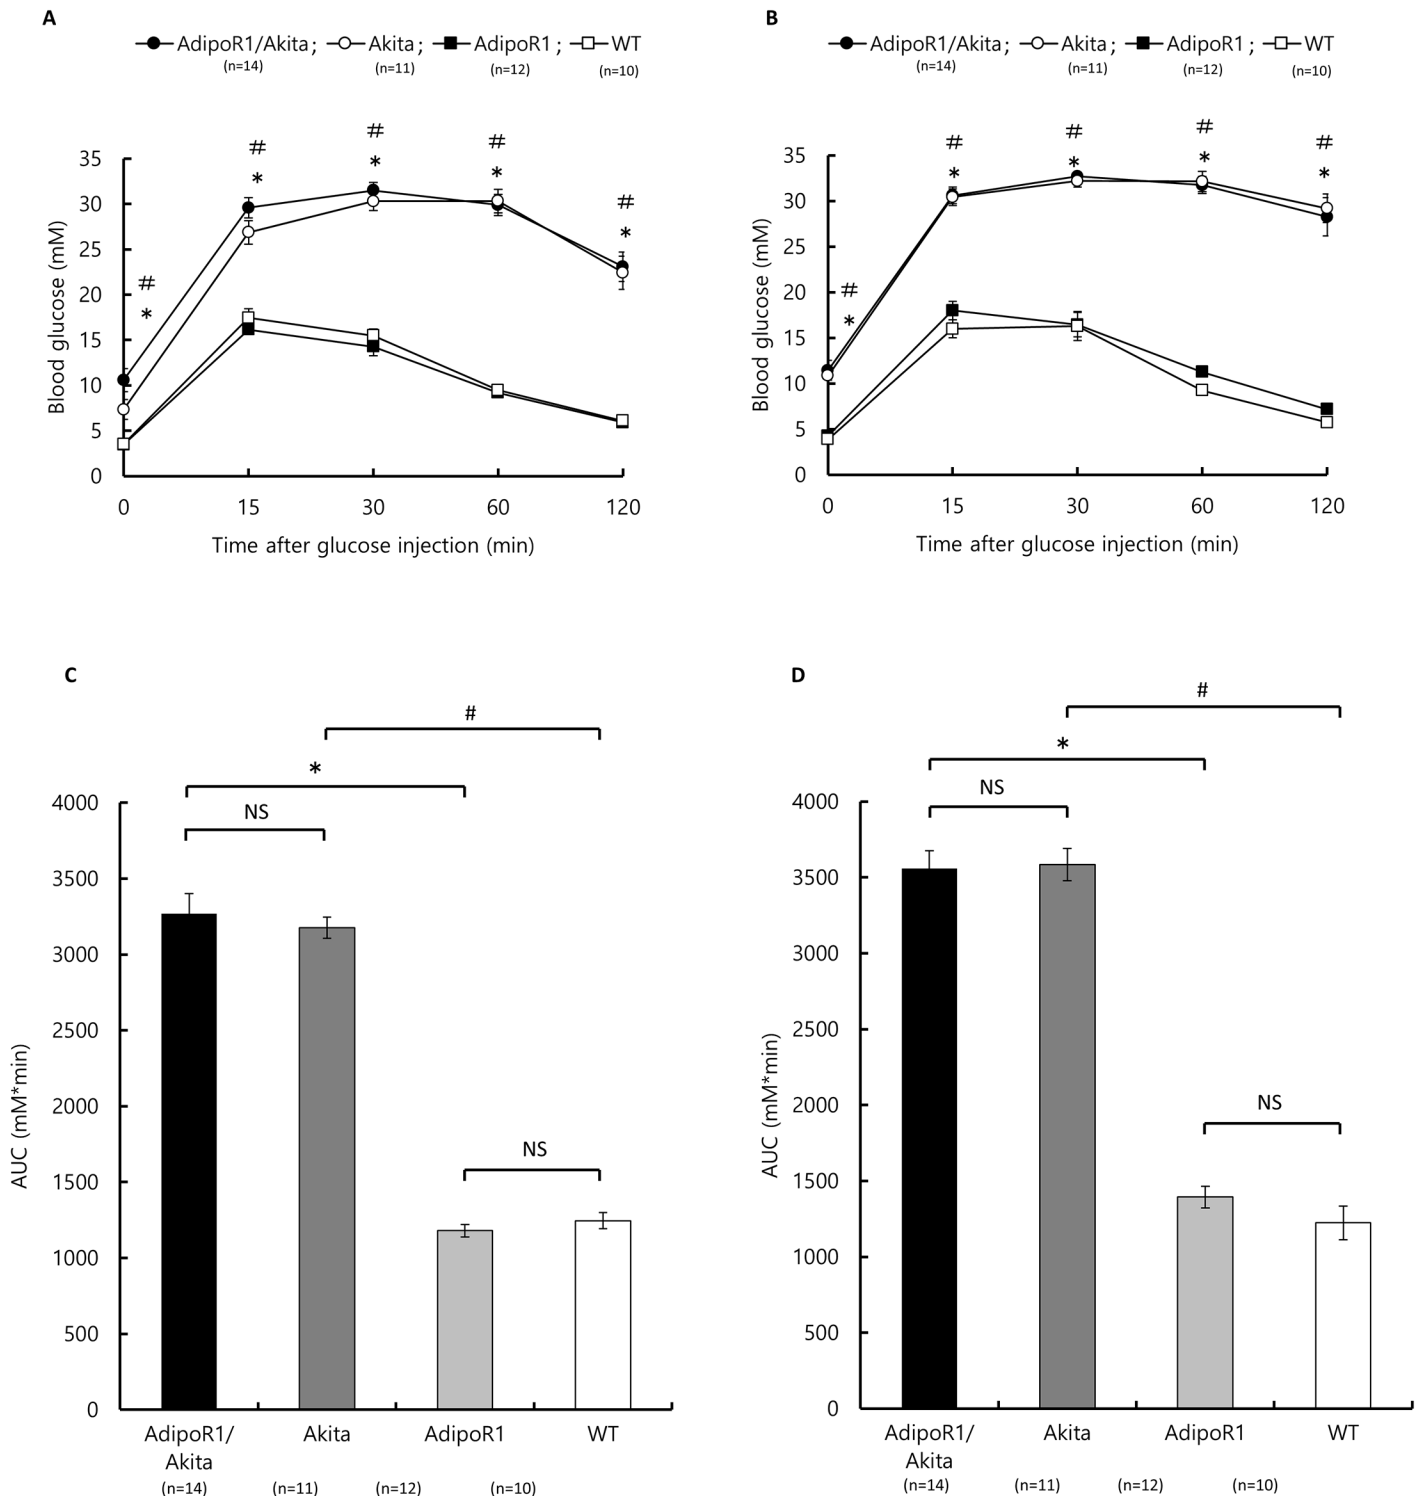 A
AdipoR1/Akita ; Akita ; AdipoR1 ; WT
(n=14) (n=11) (n=12) (n=10)
# # # # #
* * * * *
35
30
25
20
15
10
5
0
Blood glucose (mM)
0 15 30 60 120
Time after glucose injection (min)
B
AdipoR1/Akita ; Akita ; AdipoR1 ; WT
(n=14) (n=11) (n=12) (n=10)
# # # # #
* * * * *
35
30
25
20
15
10
5
0
Blood glucose (mM)
0 15 30 60 120
Time after glucose injection (min)
C
#
*
NS
NS
4000
3500
3000
2500
2000
1500
1000
500
0
AUC (mM*min)
AdipoR1/ Akita AdipoR1 WT
Akita
(n=14) (n=11) (n=12) (n=10)
D
#
*
NS
NS
4000
3500
3000
2500
2000
1500
1000
500
0
AUC (mM*min)
AdipoR1/ Akita AdipoR1 WT
Akita
(n=14) (n=11) (n=12) (n=10)